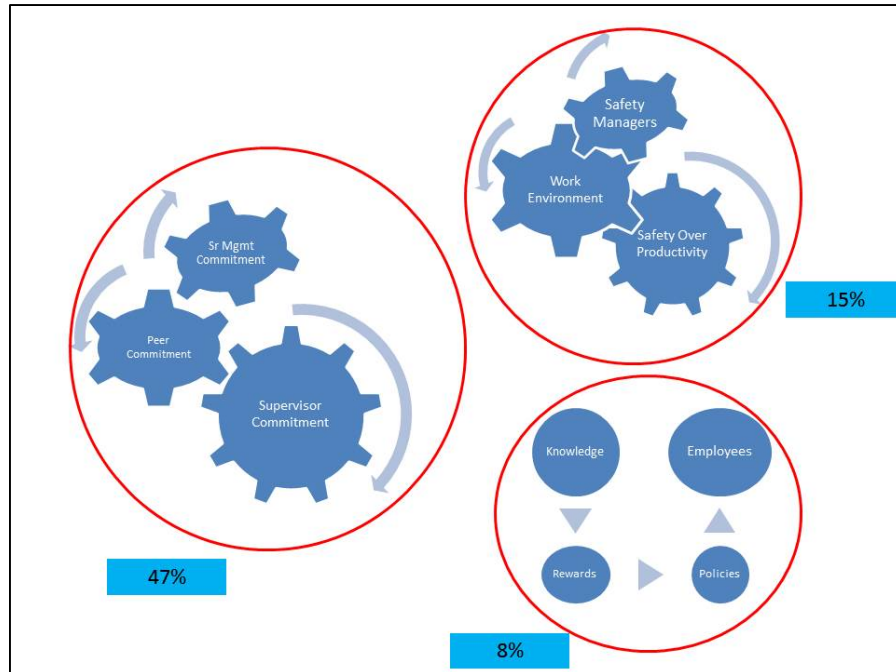 Sr Mgmt
Commitment
Peer
Commitment
Supervisor
Commitment
47%
Safety
Managers
Work
Environment
Safety Over
Productivity
15%
Knowledge
Employees
Rewards
Policies
8%